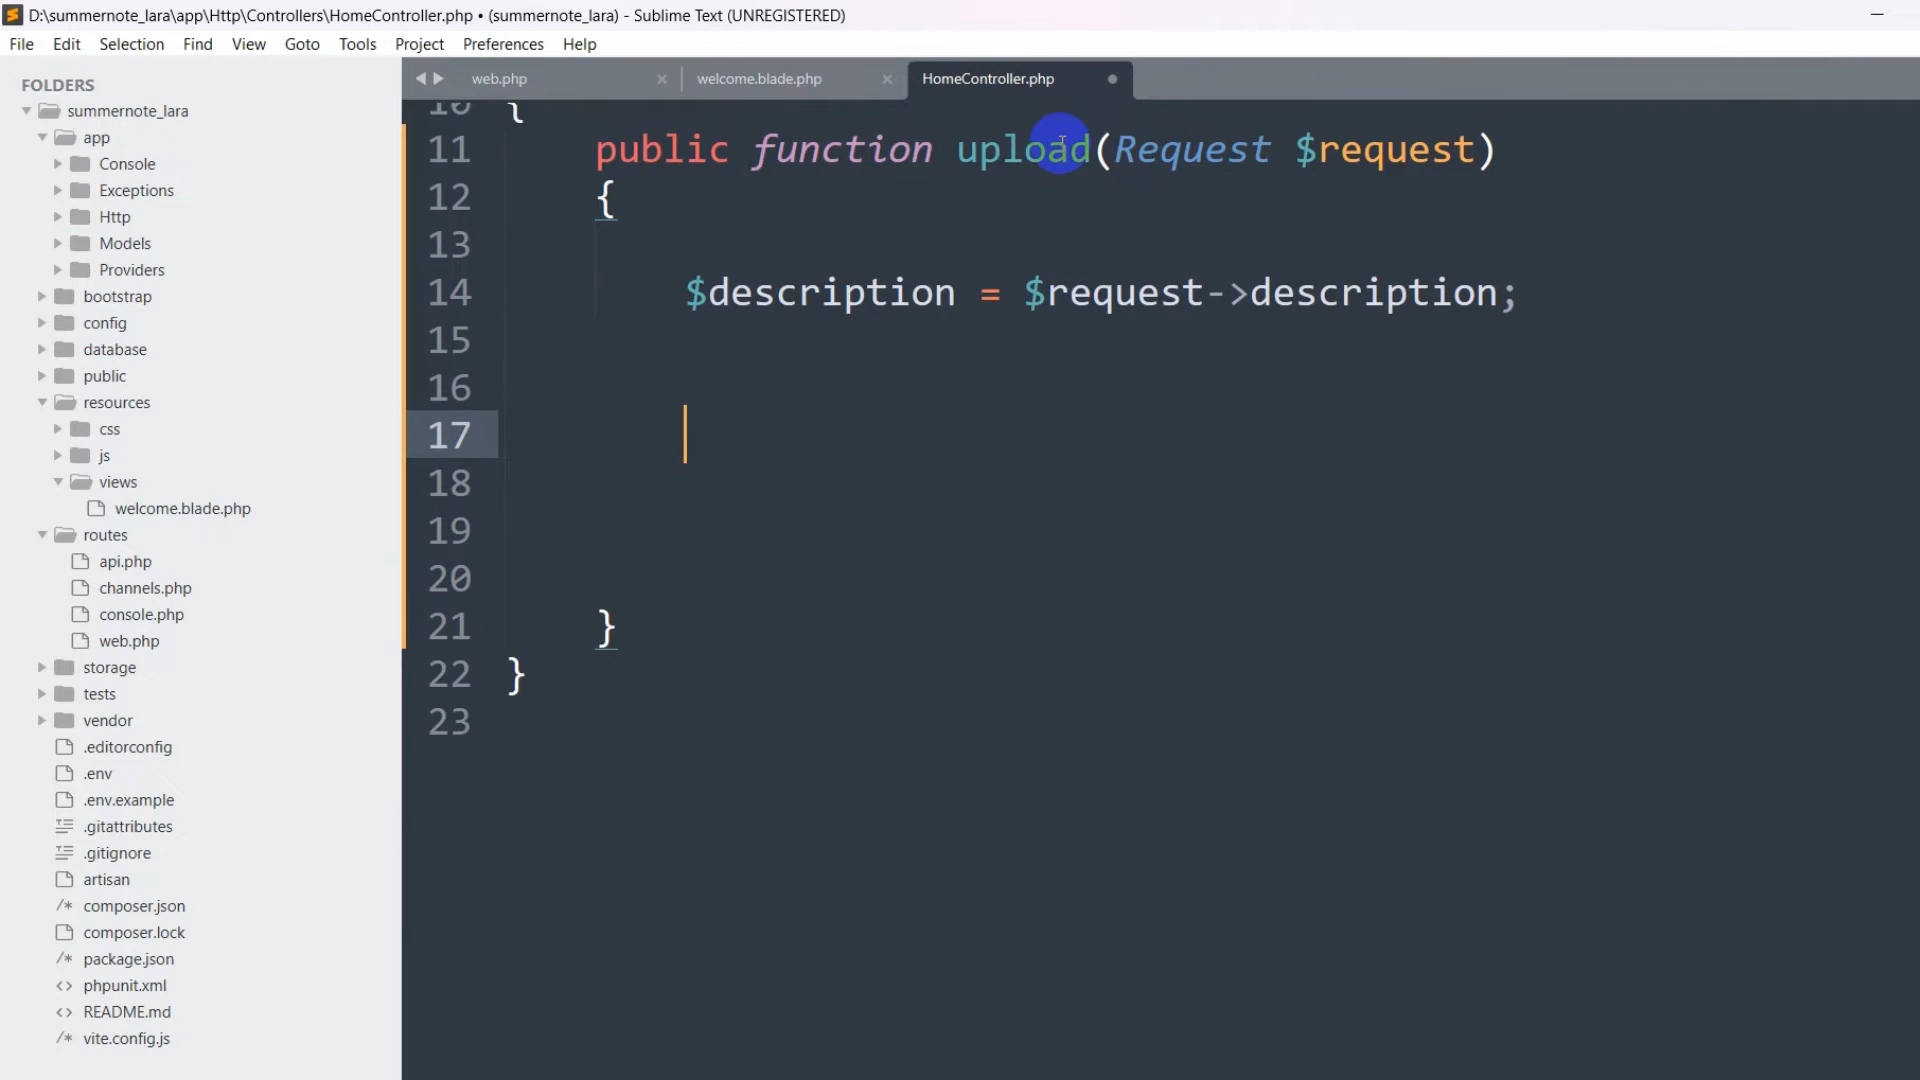 D:\summernote_lara\app\Http\Controllers\HomeController.php • (summernote_lara) - Sublime Text (UNREGISTERED)
File Edit Selection Find View Goto Tools Project Preferences Help
FOLDERS
summernote_lara
app
Console
Exceptions
Http
Models
Providers
bootstrap
config
database
public
resources
css
js
views
welcome.blade.php
routes
api.php
channels.php
console.php
web.php
storage
tests
vendor
.editorconfig
.env
.env.example
.gitattributes
.gitignore
artisan
composer.json
composer.lock
package.json
phpunit.xml
README.md
vite.config.js
web.php welcome.blade.php HomeController.php
10 {
11 public function upload(Request $request)
12 {
13
14 $description = $request->description;
15
16
17
18
19
20
21 }
22 }
23